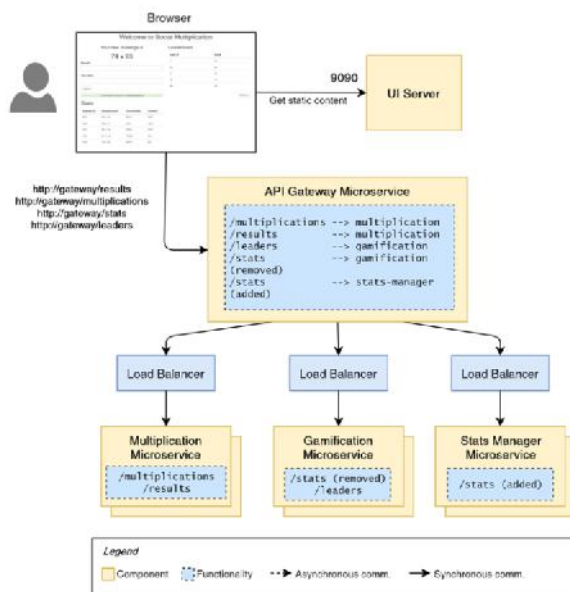 Browser
Welcome to Social Multiplication
9090
Get static content
UI Server
http://gateway/results
http://gateway/multiplications
http://gateway/stats
http://gateway/leaders
API Gateway Microservice
/multiplications --> multiplication
/results --> multiplication
/leaders --> gamification
/stats --> gamification
(removed)
/stats --> stats-manager
(added)
Load Balancer
Load Balancer
Load Balancer
Multiplication
Microservice
/multiplications
/results
Gamification
Microservice
/stats (removed)
/leaders
Stats Manager
Microservice
/stats (added)
Legend
Component
Functionality
Asynchronous comm.
Synchronous comm.